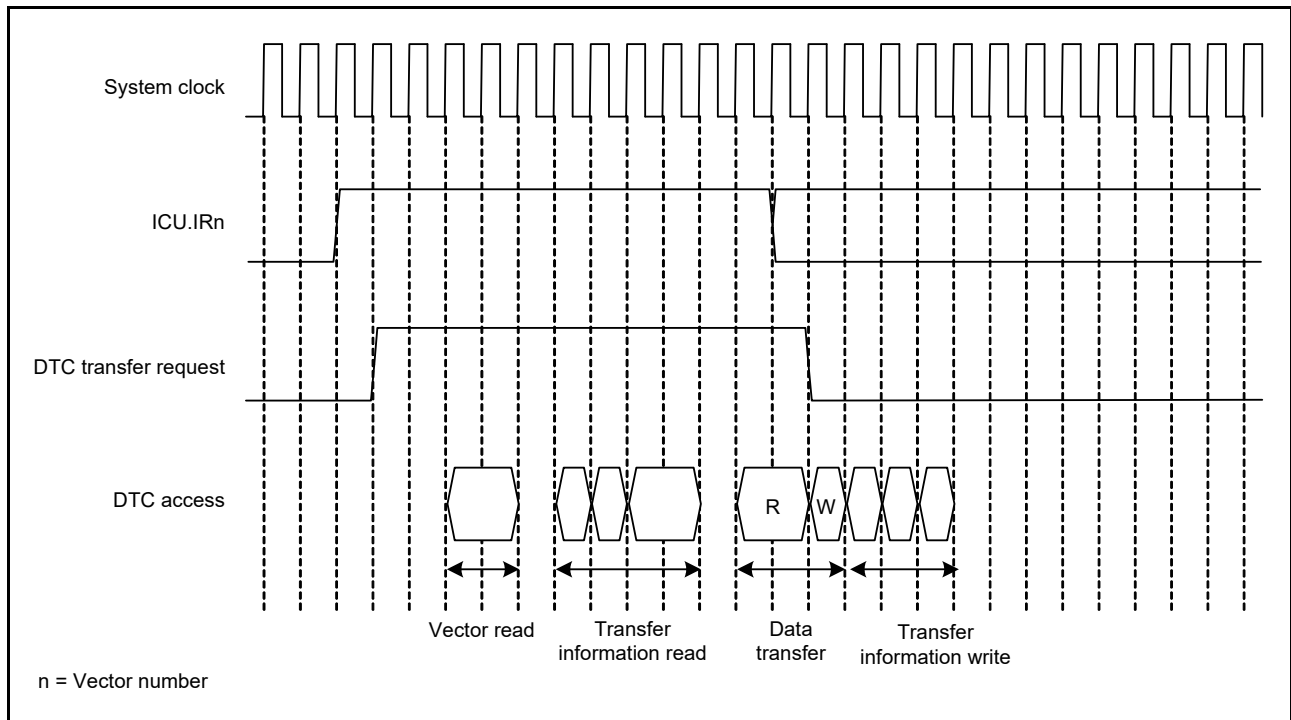 System clock
ICU.IRn
DTC transfer request
DTC access
R
W
Vector read
Transfer
information read
Data
transfer
Transfer
information write
n = Vector number